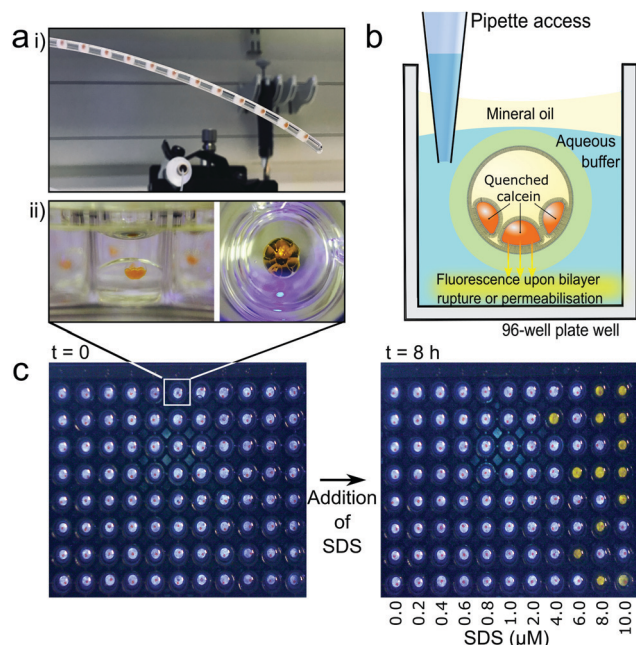 a i)
ii)
b
Pipette access
Mineral oil
Aqueous
buffer
Quenched
calcein
Fluorescence upon bilayer
rupture or permeabilisation
96-well plate well
c
t = 0
Addition
of
SDS
t = 8 h
0.0
0.2
0.4
0.6
0.8
1.0
2.0
4.0
6.0
8.0
10.0
SDS (µM)